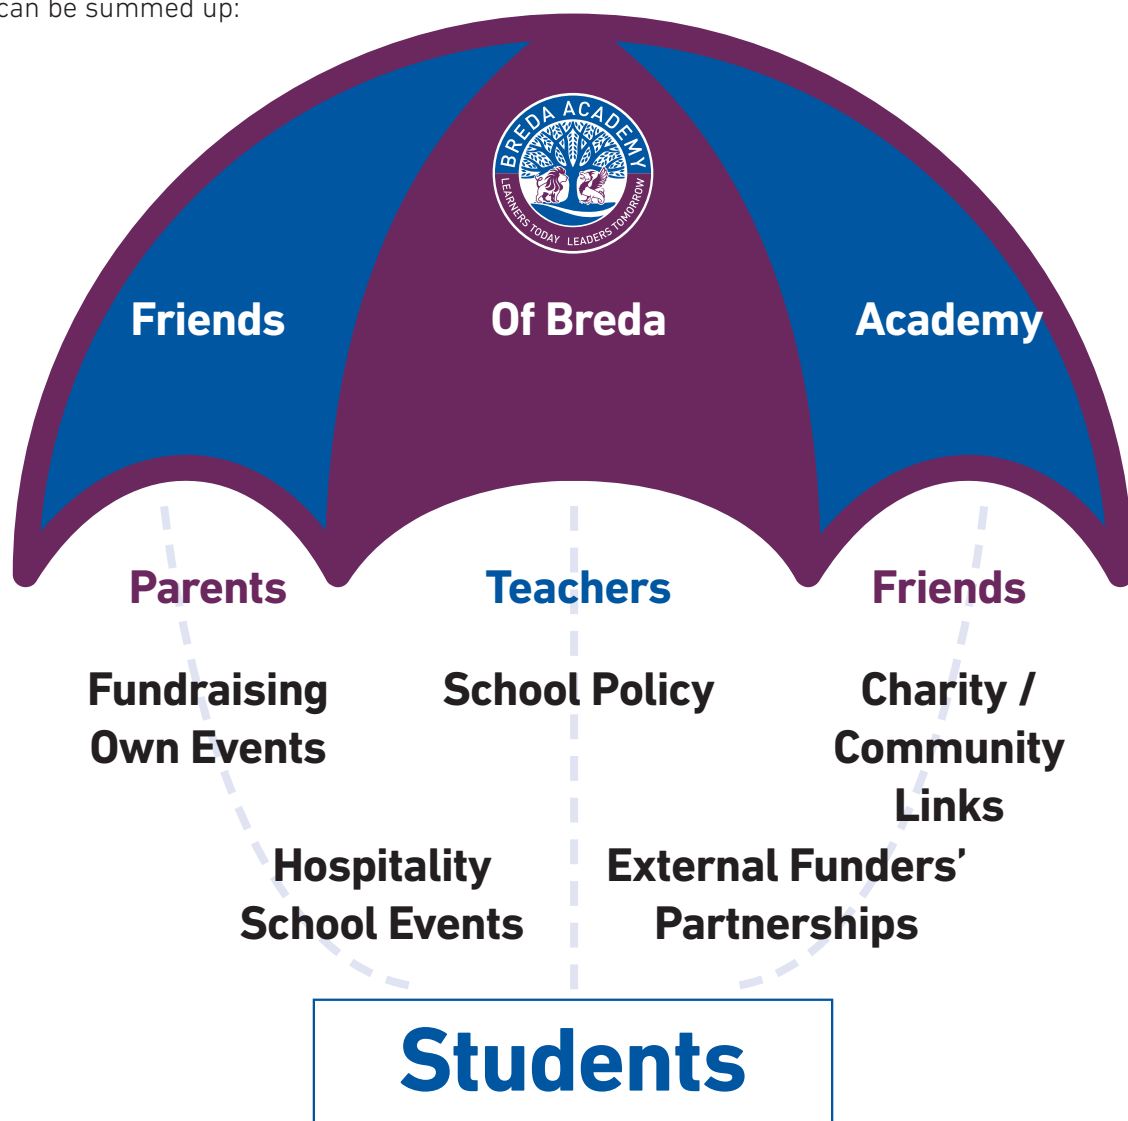 can be summed up:
BREDA ACADEMY
LEARNERS TODAY LEADERS TOMORROW
Friends
Of Breda
Academy
Parents
Teachers
Friends
Fundraising
Own Events
School Policy
Charity /
Community
Links
Hospitality
School Events
External Funders’
Partnerships
Students